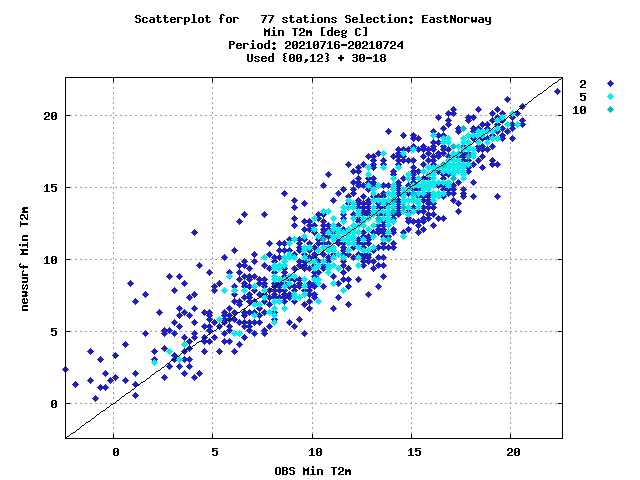 Scatterplot for   77 stations Selection: EastNorway
Min T2m [deg C]
Period: 20210716-20210724
Used {00,12} + 30-18
2
5
10
20
15
10
5
0
newsurf Min T2m
0 5 10 15 20
OBS Min T2m